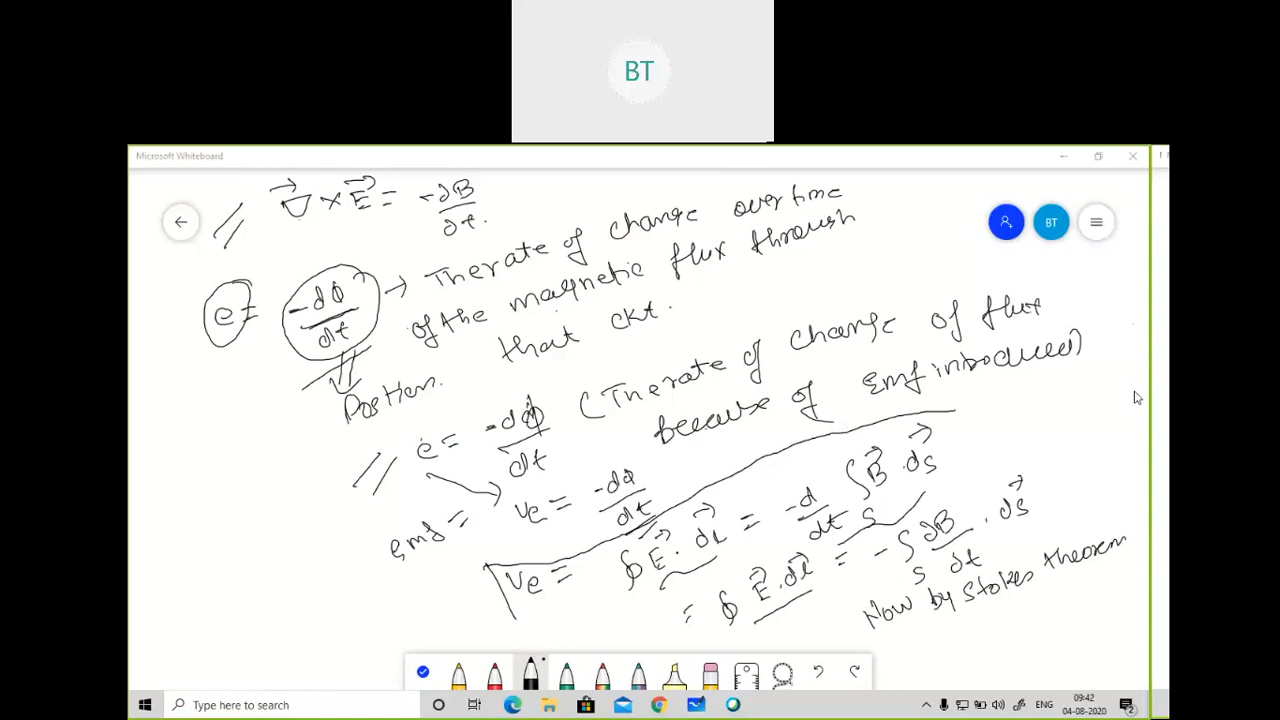 BT
Microsoft Whiteboard
∇⃗ × E⃗ = -∂B/∂t.
BT
e = -dϕ/dt → The rate of change over time
of the magnetic flux through
that ckt.
e = -dϕ/dt (The rate of change of flux
because of Emf introduced)
emf = ve = -dϕ/dt
ve = ∮ E⃗ . dL⃗ = -d/dt ∫S B⃗ . ds⃗
= ∮ E⃗ . dl⃗ = - ∫S ∂B/∂t . ds⃗
Now by Stokes theorem
Type here to search
ENG
09:42
04-08-2020
2